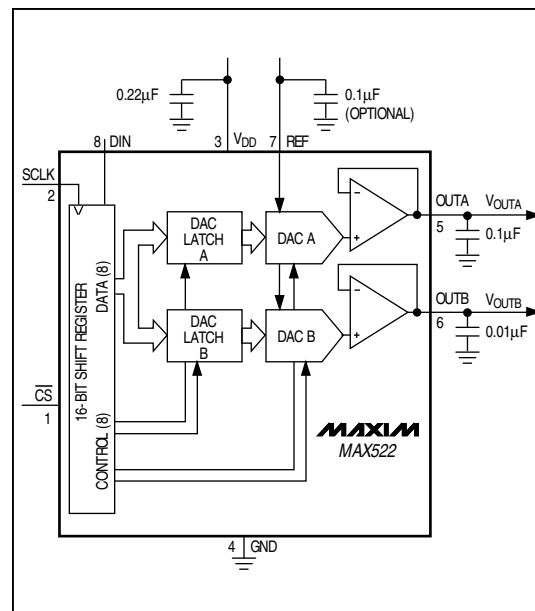 0.22µF
0.1µF
(OPTIONAL)
8 DIN
3 VDD
7 REF
SCLK
2
DAC LATCH A
DAC A
OUTA
5
VOUTA
0.1µF
16-BIT SHIFT REGISTER
DATA (8)
DAC LATCH B
DAC B
OUTB
6
VOUTB
0.01µF
CS
1
CONTROL (8)
MAXIM
MAX522
4 GND
- + - +